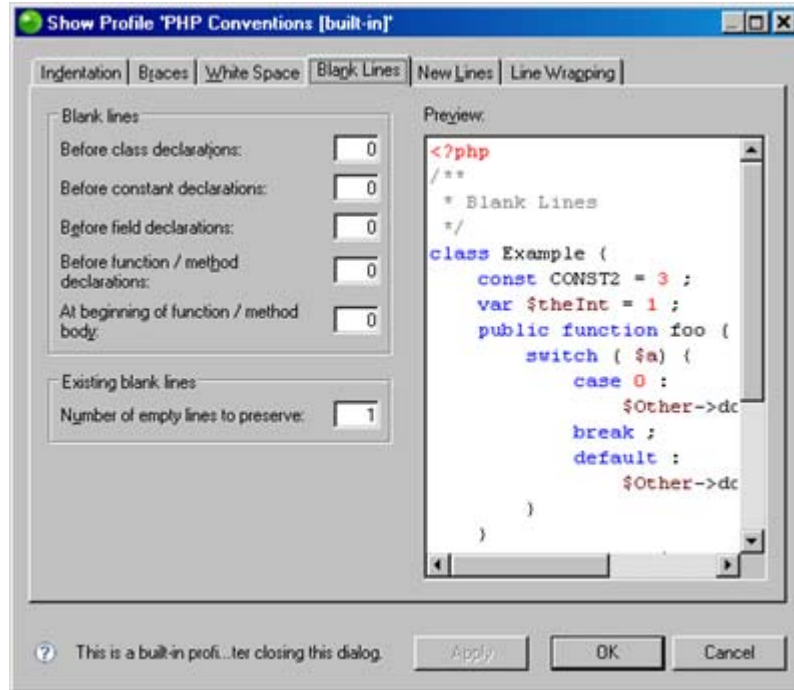 Show Profile 'PHP Conventions [built-in]'
Indentation
Braces
White Space
Blank Lines
New Lines
Line Wrapping
Blank lines
Before class declarations:
0
Before constant declarations:
0
Before field declarations:
0
Before function / method
declarations:
0
At beginning of function / method
body:
0
Existing blank lines
Number of empty lines to preserve:
1
Preview:
<?php
/**
 * Blank Lines
 */
class Example {
    const CONST2 = 3 ;
    var $theInt = 1 ;
    public function foo (
        switch ( $a) {
            case 0 :
                $Other->do
            break ;
            default :
                $Other->do
        }
    }
This is a built-in profi...ter closing this dialog.
Apply
OK
Cancel